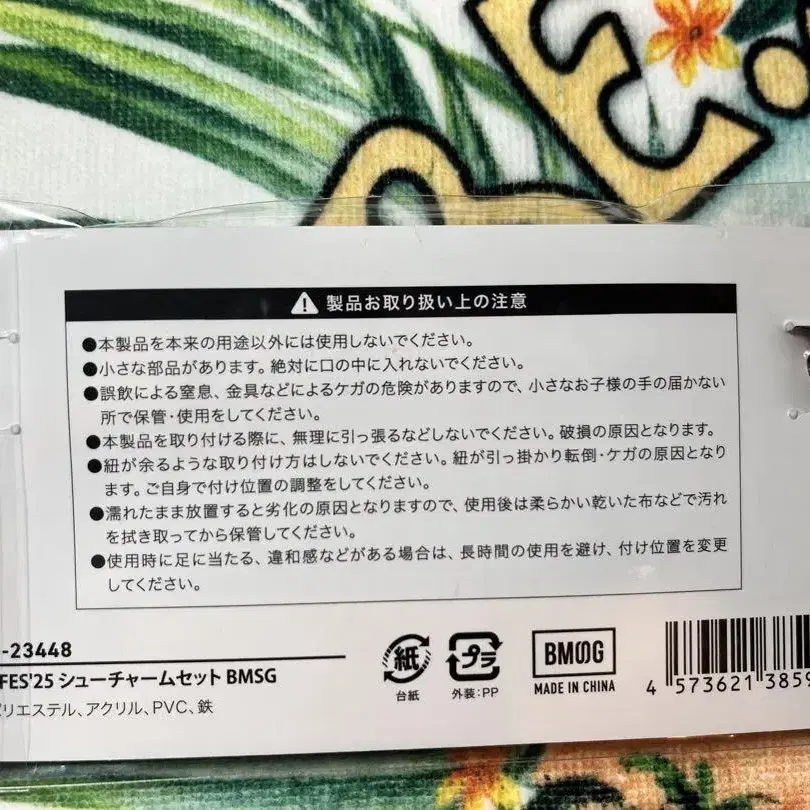 E
⚠ 製品お取り扱い上の注意
●本製品を本来の用途以外には使用しないでください。
●小さな部品があります。絶対に口の中に入れないでください。
●誤飲による窒息、金具などによるケガの危険がありますので、小さなお子様の手の届かない
所で保管・使用をしてください。
●本製品を取り付ける際に、無理に引っ張るなどしないでください。破損の原因となります。
●紐が余るような取り付け方はしないでください。紐が引っ掛かり転倒・ケガの原因となり
ます。ご自身で付け位置の調整をしてください。
●濡れたまま放置すると劣化の原因となりますので、使用後は柔らかい乾いた布などで汚れ
を拭き取ってから保管してください。
●使用時に足に当たる、違和感などがある場合は、長時間の使用を避け、付け位置を変更
してください。
-23448
FES'25 シューチャームセット BMSG
リエステル、アクリル、PVC、鉄
紙
台紙
プラ
外装:PP
BMSG
MADE IN CHINA
4 573621 3859